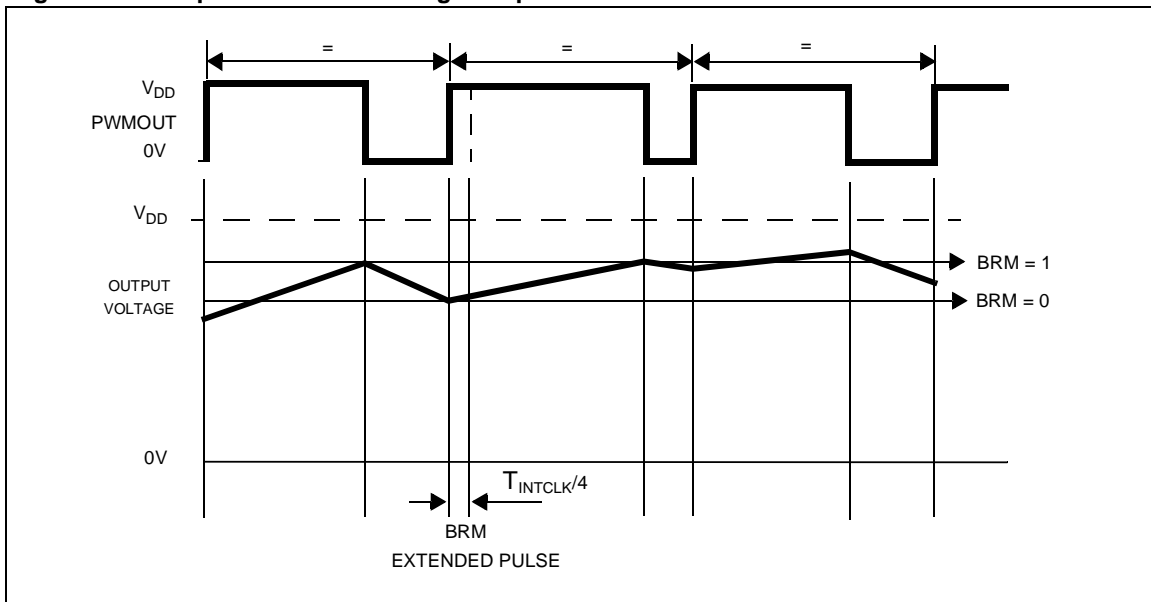 = = =
VDD
PWMOUT
0V
VDD
BRM = 1
OUTPUT
VOLTAGE
BRM = 0
0V
TINTCLK/4
BRM
EXTENDED PULSE